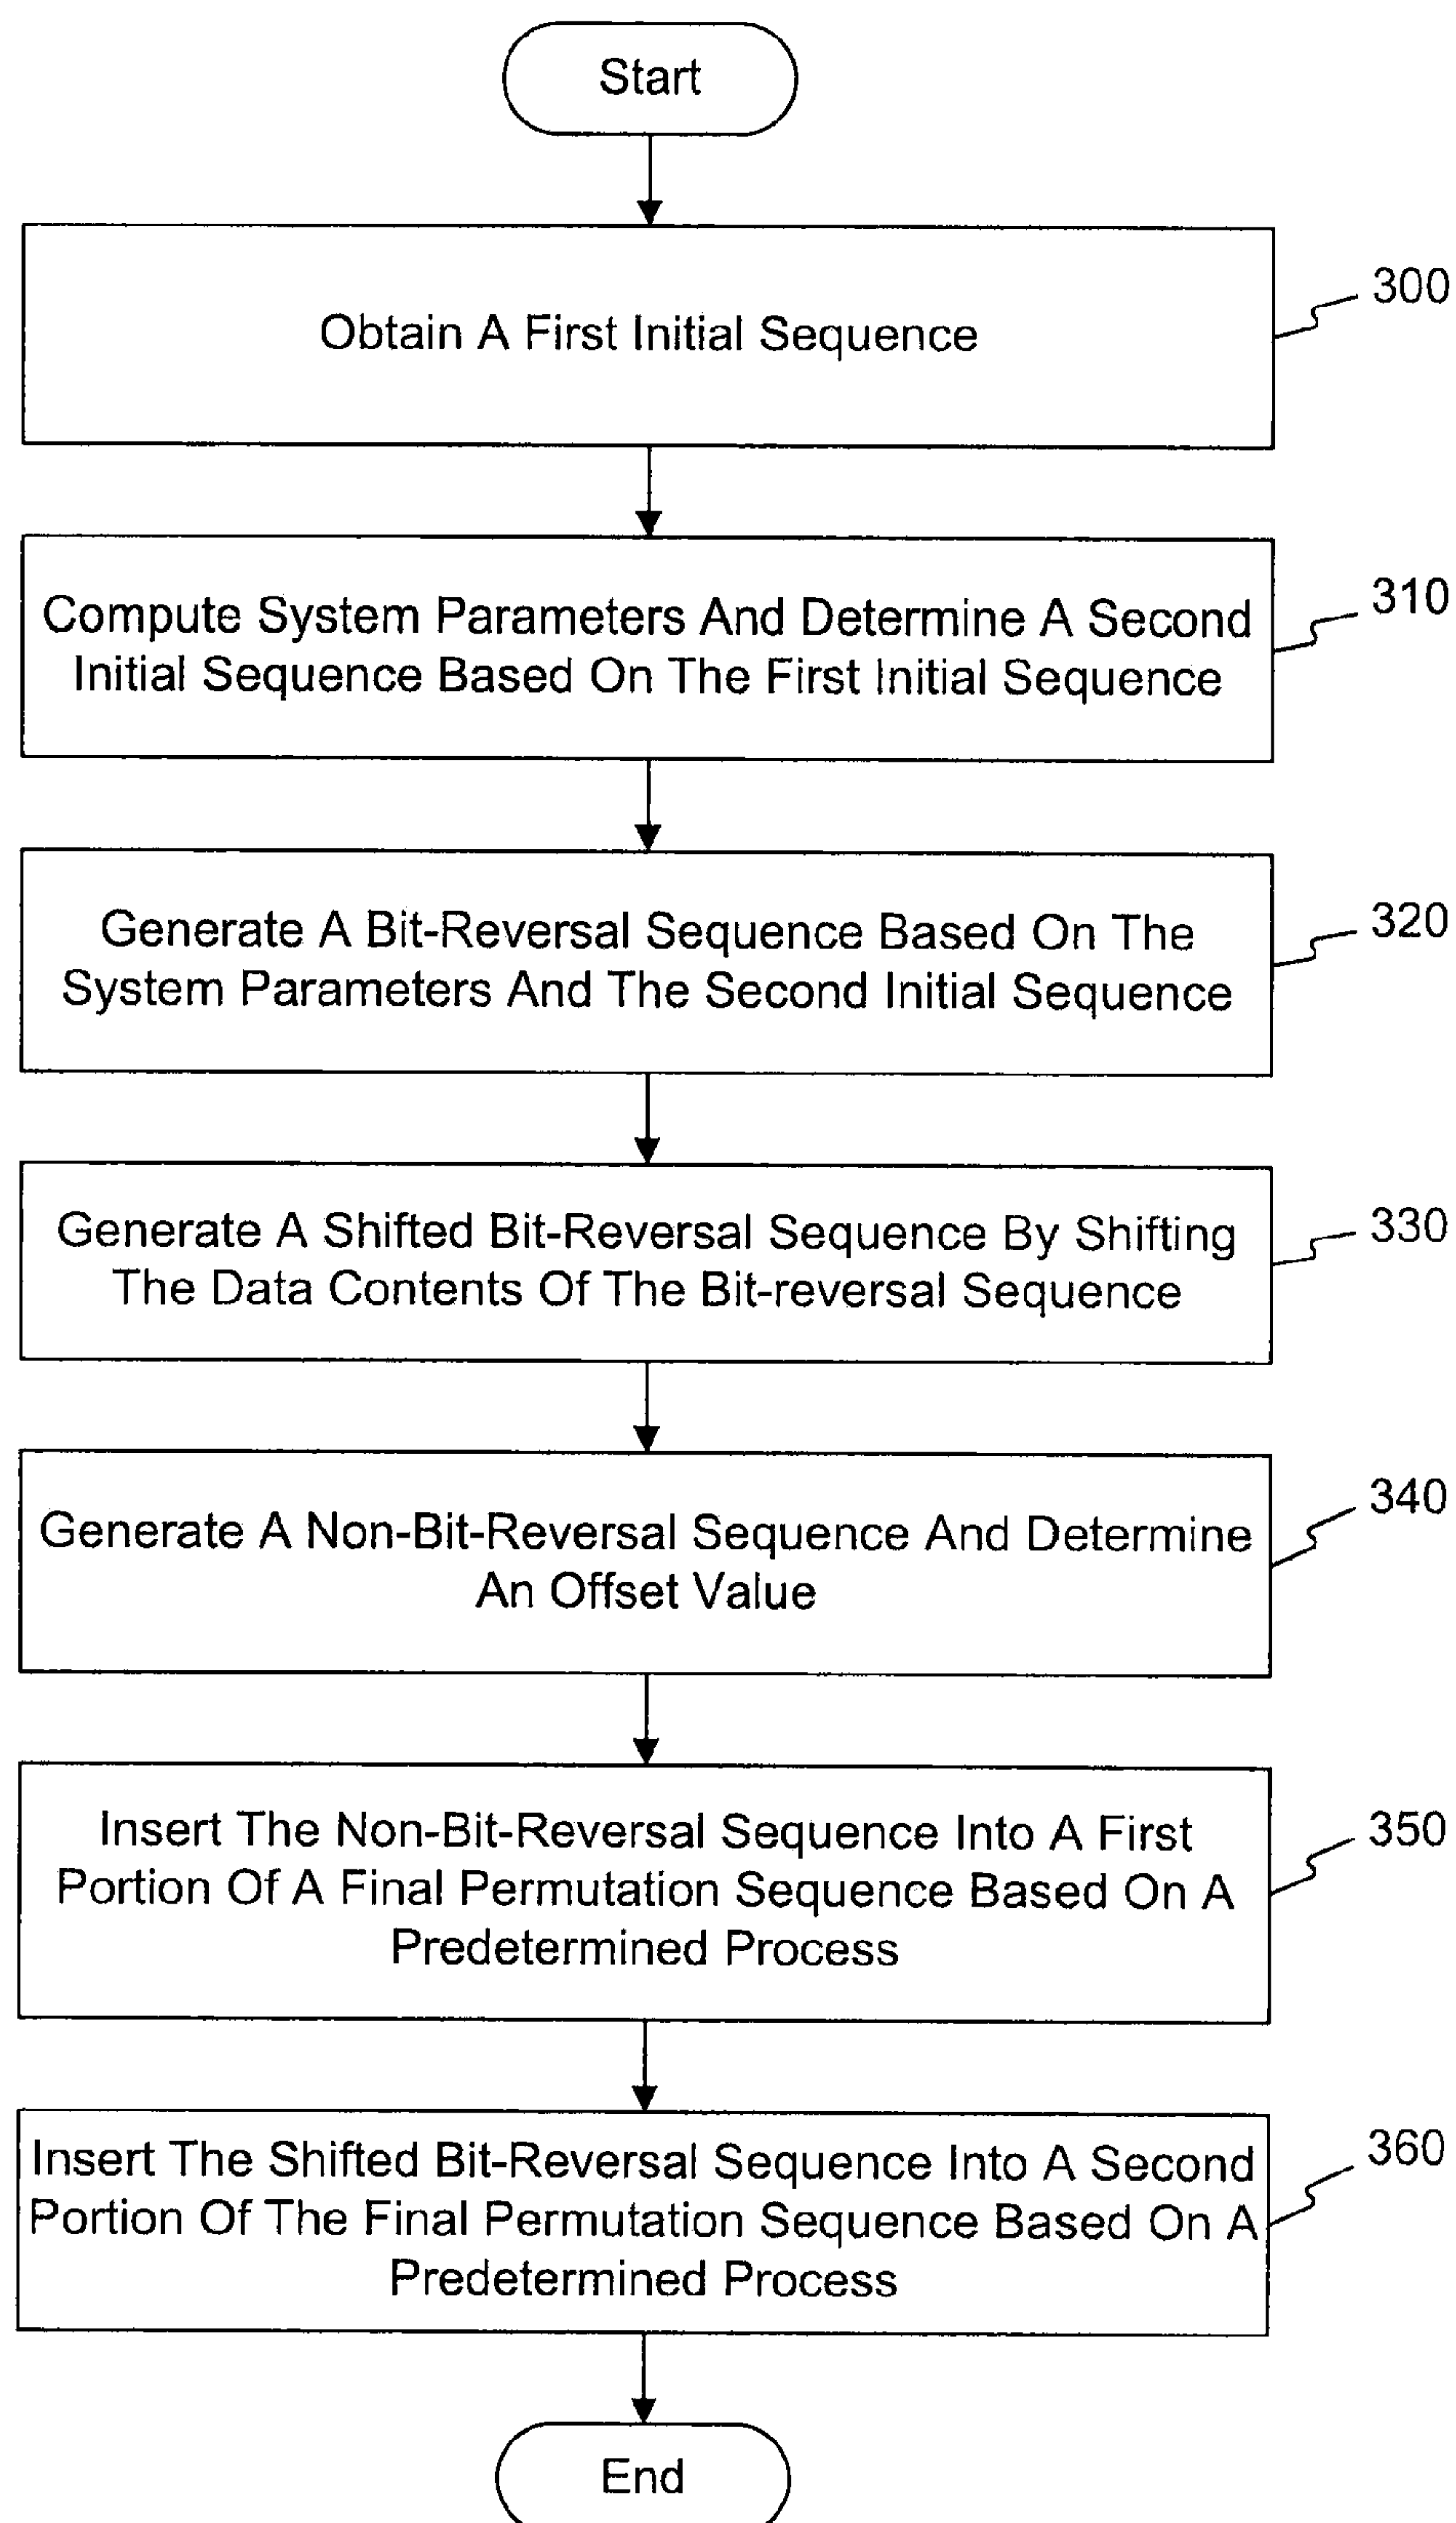 Start
300
Obtain A First Initial Sequence
310
Compute System Parameters And Determine A Second
Initial Sequence Based On The First Initial Sequence
320
Generate A Bit-Reversal Sequence Based On The
System Parameters And The Second Initial Sequence
330
Generate A Shifted Bit-Reversal Sequence By Shifting
The Data Contents Of The Bit-reversal Sequence
340
Generate A Non-Bit-Reversal Sequence And Determine
An Offset Value
350
Insert The Non-Bit-Reversal Sequence Into A First
Portion Of A Final Permutation Sequence Based On A
Predetermined Process
360
Insert The Shifted Bit-Reversal Sequence Into A Second
Portion Of The Final Permutation Sequence Based On A
Predetermined Process
End